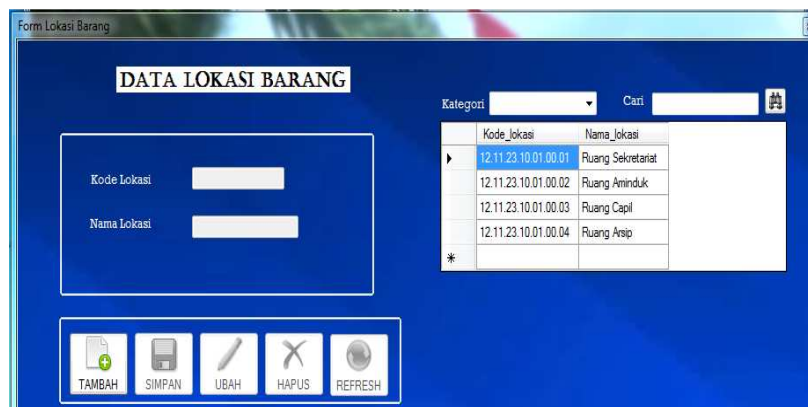 Form Lokasi Barang
DATA LOKASI BARANG
Kategori Cari
Kode_lokasi Nama_lokasi
12.11.23.10.01.00.01 Ruang Sekretariat
12.11.23.10.01.00.02 Ruang Aminduk
12.11.23.10.01.00.03 Ruang Capil
12.11.23.10.01.00.04 Ruang Arsip
Kode Lokasi
Nama Lokasi
TAMBAH SIMPAN UBAH HAPUS REFRESH